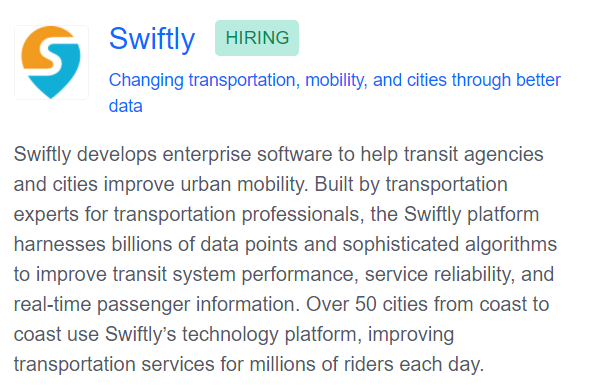 Swiftly HIRING
Changing transportation, mobility, and cities through better
data
Swiftly develops enterprise software to help transit agencies
and cities improve urban mobility. Built by transportation
experts for transportation professionals, the Swiftly platform
harnesses billions of data points and sophisticated algorithms
to improve transit system performance, service reliability, and
real-time passenger information. Over 50 cities from coast to
coast use Swiftly’s technology platform, improving
transportation services for millions of riders each day.